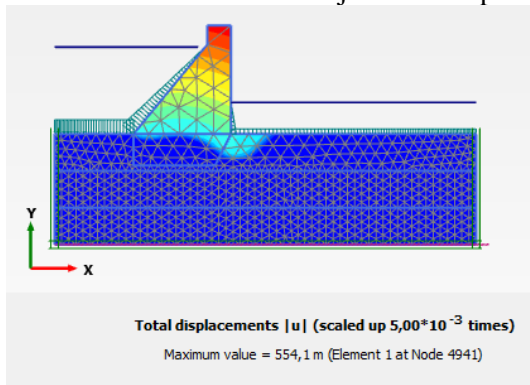 Y
X
Total displacements |u| (scaled up 5,00*10 -3 times)
Maximum value = 554,1 m (Element 1 at Node 4941)